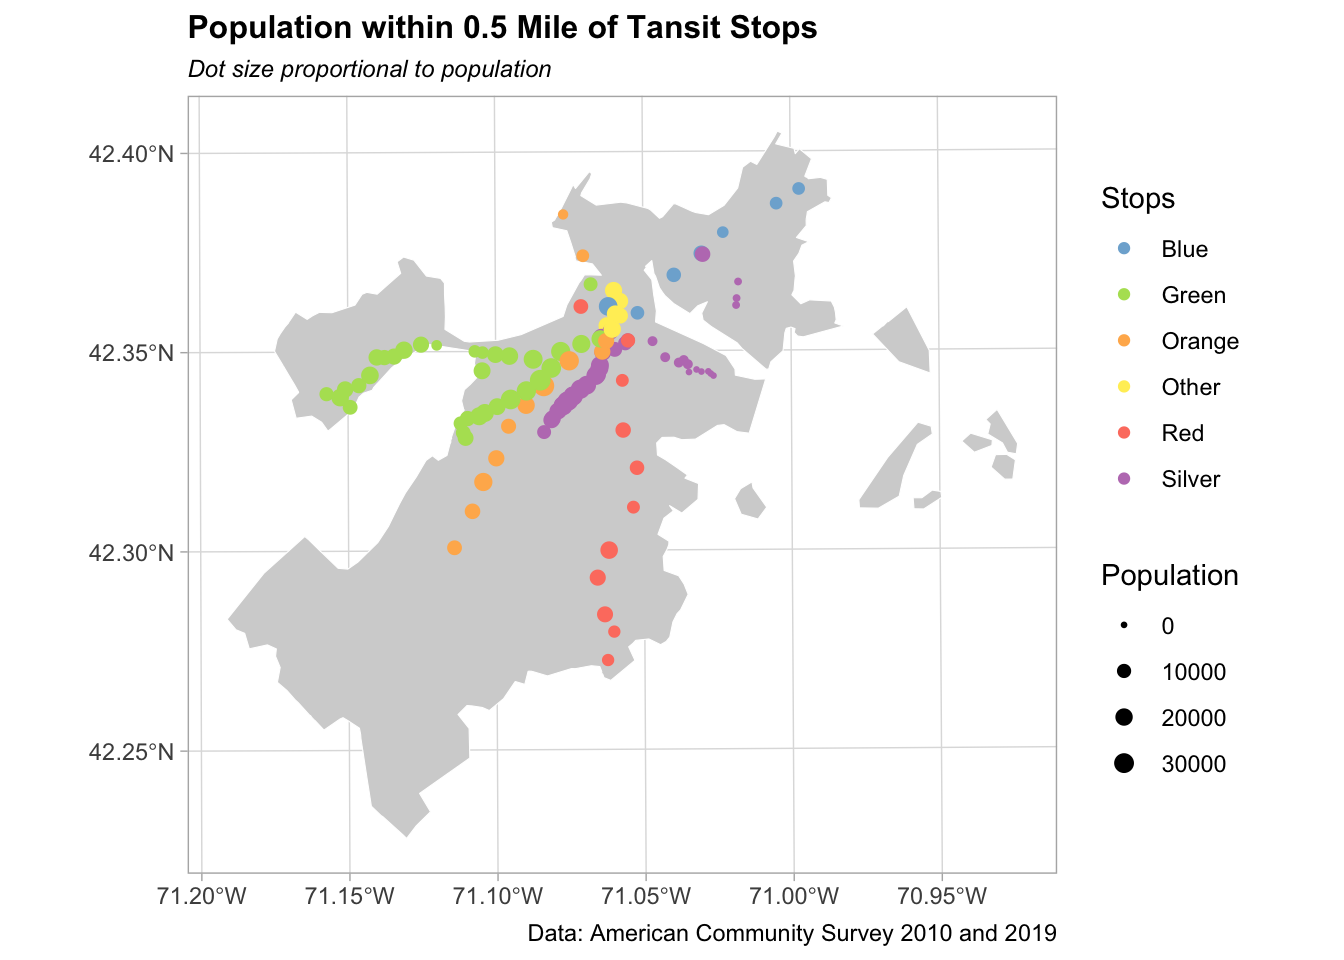 Population within 0.5 Mile of Tansit Stops
Dot size proportional to population
42.40°N
42.35°N
42.30°N
42.25°N
71.20°W
71.15°W
71.10°W
71.05°W
71.00°W
70.95°W
Stops
Blue
Green
Orange
Other
Red
Silver
Population
0
10000
20000
30000
Data: American Community Survey 2010 and 2019